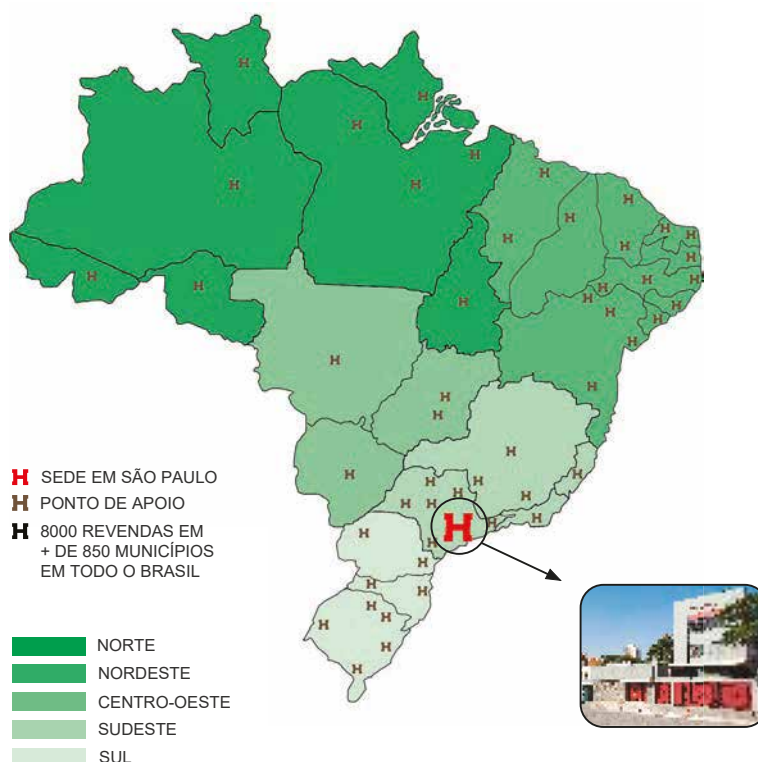 H SEDE EM SÃO PAULO
H PONTO DE APOIO
H 8000 REVENDAS EM
+ DE 850 MUNICÍPIOS
EM TODO O BRASIL
H
NORTE
NORDESTE
CENTRO-OESTE
SUDESTE
SUL